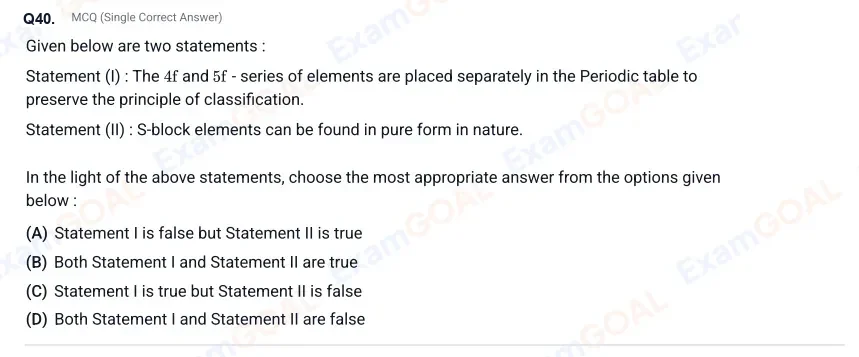 Q40. MCQ (Single Correct Answer)
Given below are two statements :
Statement (I) : The 4f and 5f - series of elements are placed separately in the Periodic table to
preserve the principle of classification.
Statement (II) : S-block elements can be found in pure form in nature.
In the light of the above statements, choose the most appropriate answer from the options given
below :
(A) Statement I is false but Statement II is true
(B) Both Statement I and Statement II are true
(C) Statement I is true but Statement II is false
(D) Both Statement I and Statement II are false